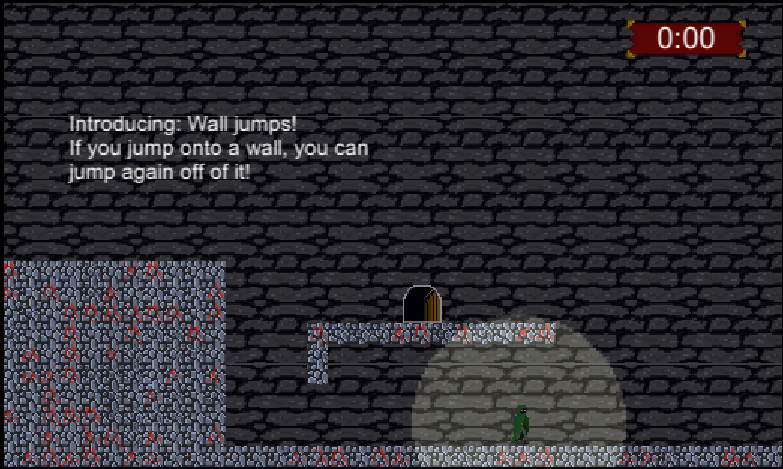 0:00
Introducing: Wall jumps!
If you jump onto a wall, you can
jump again off of it!